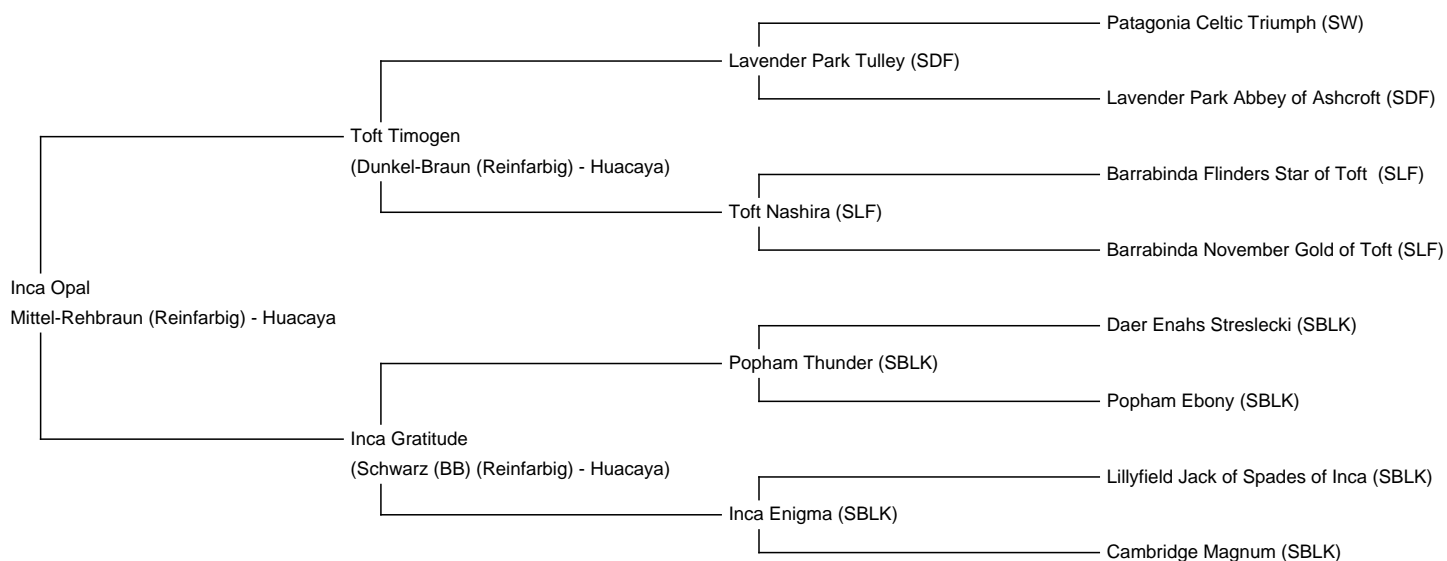 Patagonia Celtic Triumph (SW)
Lavender Park Tulley (SDF)
Lavender Park Abbey of Ashcroft (SDF)
Toft Timogen
(Dunkel-Braun (Reinfarbig) - Huacaya)
Barrabinda Flinders Star of Toft  (SLF)
Toft Nashira (SLF)
Barrabinda November Gold of Toft (SLF)
Inca Opal
Mittel-Rehbraun (Reinfarbig) - Huacaya
Daer Enahs Streslecki (SBLK)
Popham Thunder (SBLK)
Popham Ebony (SBLK)
Inca Gratitude
(Schwarz (BB) (Reinfarbig) - Huacaya)
Lillyfield Jack of Spades of Inca (SBLK)
Inca Enigma (SBLK)
Cambridge Magnum (SBLK)